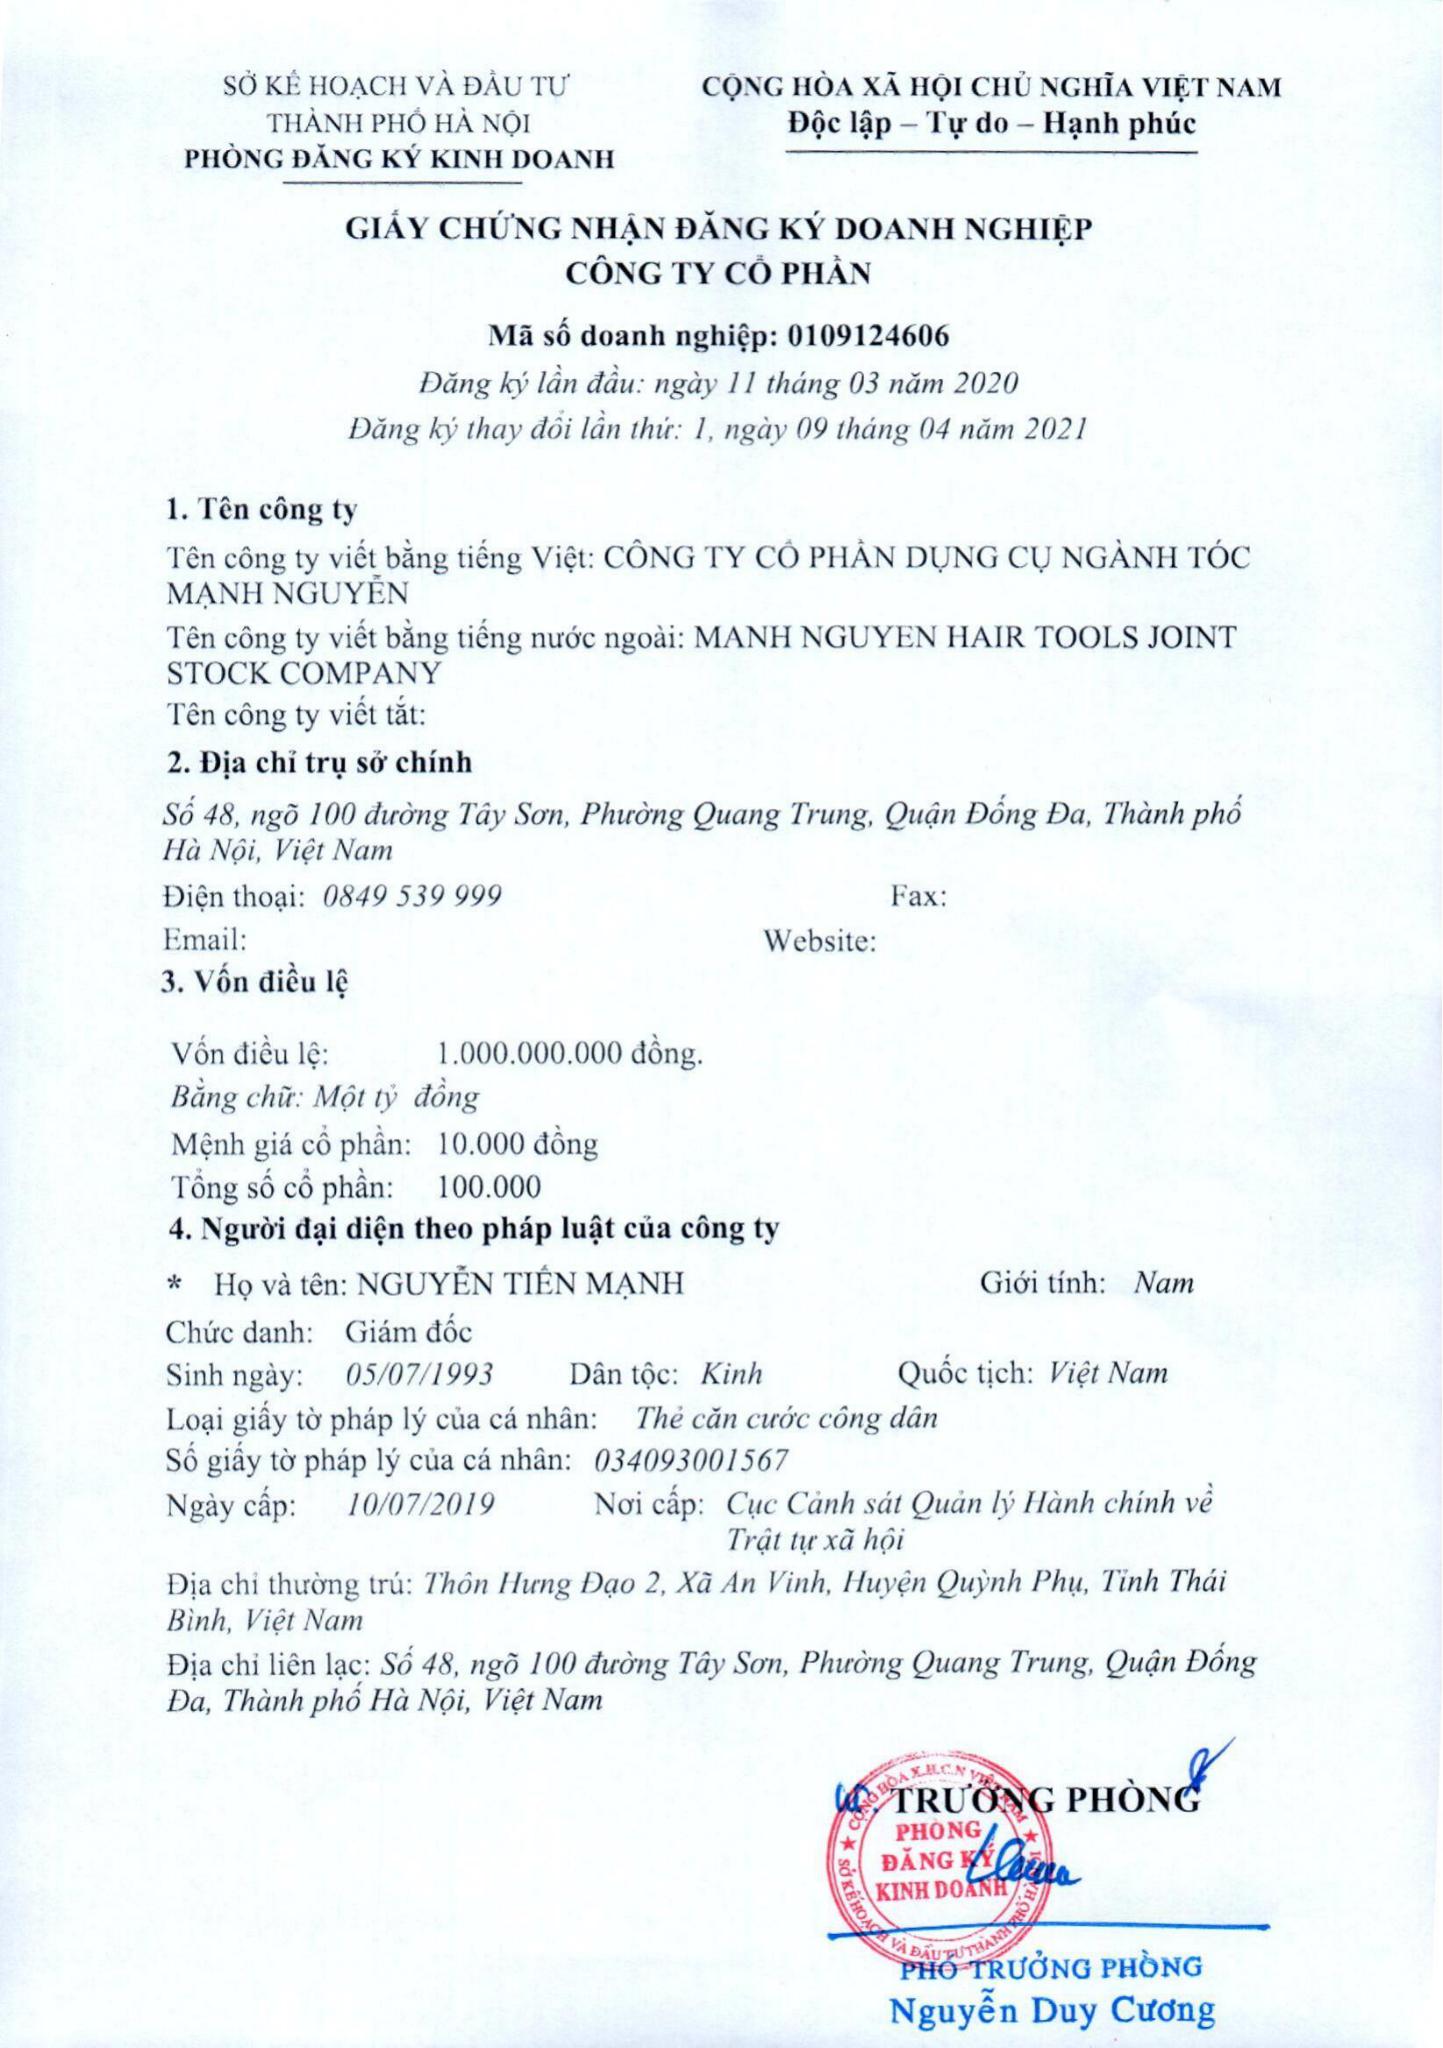 SỞ KẾ HOẠCH VÀ ĐẦU TƯ
THÀNH PHỐ HÀ NỘI
PHÒNG ĐĂNG KÝ KINH DOANH
CỘNG HÒA XÃ HỘI CHỦ NGHĨA VIỆT NAM
Độc lập – Tự do – Hạnh phúc
GIẤY CHỨNG NHẬN ĐĂNG KÝ DOANH NGHIỆP
CÔNG TY CỔ PHẦN
Mã số doanh nghiệp: 0109124606
Đăng ký lần đầu: ngày 11 tháng 03 năm 2020
Đăng ký thay đổi lần thứ: 1, ngày 09 tháng 04 năm 2021
1. Tên công ty
Tên công ty viết bằng tiếng Việt: CÔNG TY CỔ PHẦN DỤNG CỤ NGÀNH TÓC
MẠNH NGUYỄN
Tên công ty viết bằng tiếng nước ngoài: MANH NGUYEN HAIR TOOLS JOINT
STOCK COMPANY
Tên công ty viết tắt:
2. Địa chỉ trụ sở chính
Số 48, ngõ 100 đường Tây Sơn, Phường Quang Trung, Quận Đống Đa, Thành phố
Hà Nội, Việt Nam
Điện thoại: 0849 539 999 Fax:
Email: Website:
3. Vốn điều lệ
Vốn điều lệ: 1.000.000.000 đồng.
Bằng chữ: Một tỷ đồng
Mệnh giá cổ phần: 10.000 đồng
Tổng số cổ phần: 100.000
4. Người đại diện theo pháp luật của công ty
* Họ và tên: NGUYỄN TIẾN MẠNH Giới tính: Nam
Chức danh: Giám đốc
Sinh ngày: 05/07/1993 Dân tộc: Kinh Quốc tịch: Việt Nam
Loại giấy tờ pháp lý của cá nhân: Thẻ căn cước công dân
Số giấy tờ pháp lý của cá nhân: 034093001567
Ngày cấp: 10/07/2019 Nơi cấp: Cục Cảnh sát Quản lý Hành chính về
Trật tự xã hội
Địa chỉ thường trú: Thôn Hưng Đạo 2, Xã An Vinh, Huyện Quỳnh Phụ, Tỉnh Thái
Bình, Việt Nam
Địa chỉ liên lạc: Số 48, ngõ 100 đường Tây Sơn, Phường Quang Trung, Quận Đống
Đa, Thành phố Hà Nội, Việt Nam
TRƯỞNG PHÒNG
CỘNG HÒA X.H.C.N VIỆT NAM
PHÒNG
ĐĂNG KÝ
KINH DOANH
SỞ KẾ HOẠCH VÀ ĐẦU TƯ THÀNH PHỐ HÀ NỘI
PHÓ TRƯỞNG PHÒNG
Nguyễn Duy Cương